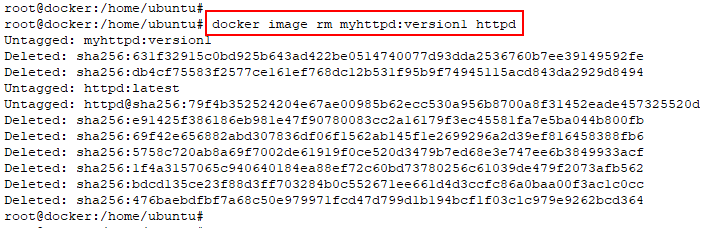 root@docker:/home/ubuntu#
root@docker:/home/ubuntu# docker image rm myhttpd:version1 httpd
Untagged: myhttpd:version1
Deleted: sha256:631f32915c0bd925b643ad422be0514740077d93dda2536760b7ee39149592fe
Deleted: sha256:db4cf75583f2577ce161ef768dc12b531f95b9f74945115acd843da2929d8494
Untagged: httpd:latest
Untagged: httpd@sha256:79f4b352524204e67ae00985b62ecc530a956b8700a8f31452eade457325520d
Deleted: sha256:e91425f386186eb981e47f90780083cc2a16179f3ec45581fa7e5ba044b800fb
Deleted: sha256:69f42e656882abd307836df06f1562ab145f1e2699296a2d39ef816458388fb6
Deleted: sha256:5758c720ab8a69f7002de61919f0ce520d3479b7ed68e3e747ee6b3849933acf
Deleted: sha256:1f4a3157065c940640184ea88ef72c60bd73780256c61039de479f2073afb562
Deleted: sha256:bdcd135ce23f88d3ff703284b0c552671ee661d4d3ccfc86a0baa00f3ac1c0cc
Deleted: sha256:476baebdfbf7a68c50e979971fcd47d799d1b194bcf1f03c1c979e9262bcd364
root@docker:/home/ubuntu#